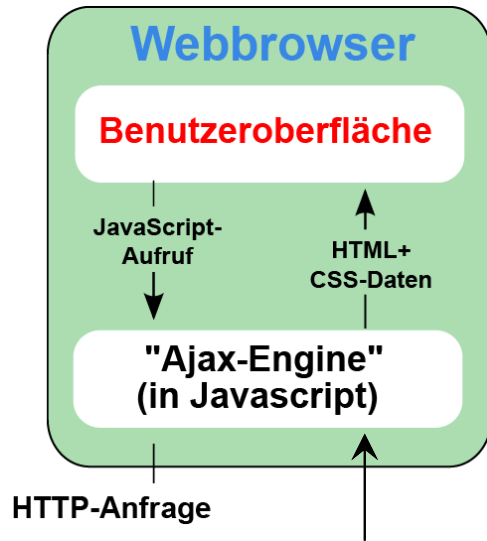 Webbrowser
Benutzeroberfläche
JavaScript-
Aufruf
HTML+
CSS-Daten
"Ajax-Engine"
(in Javascript)
HTTP-Anfrage